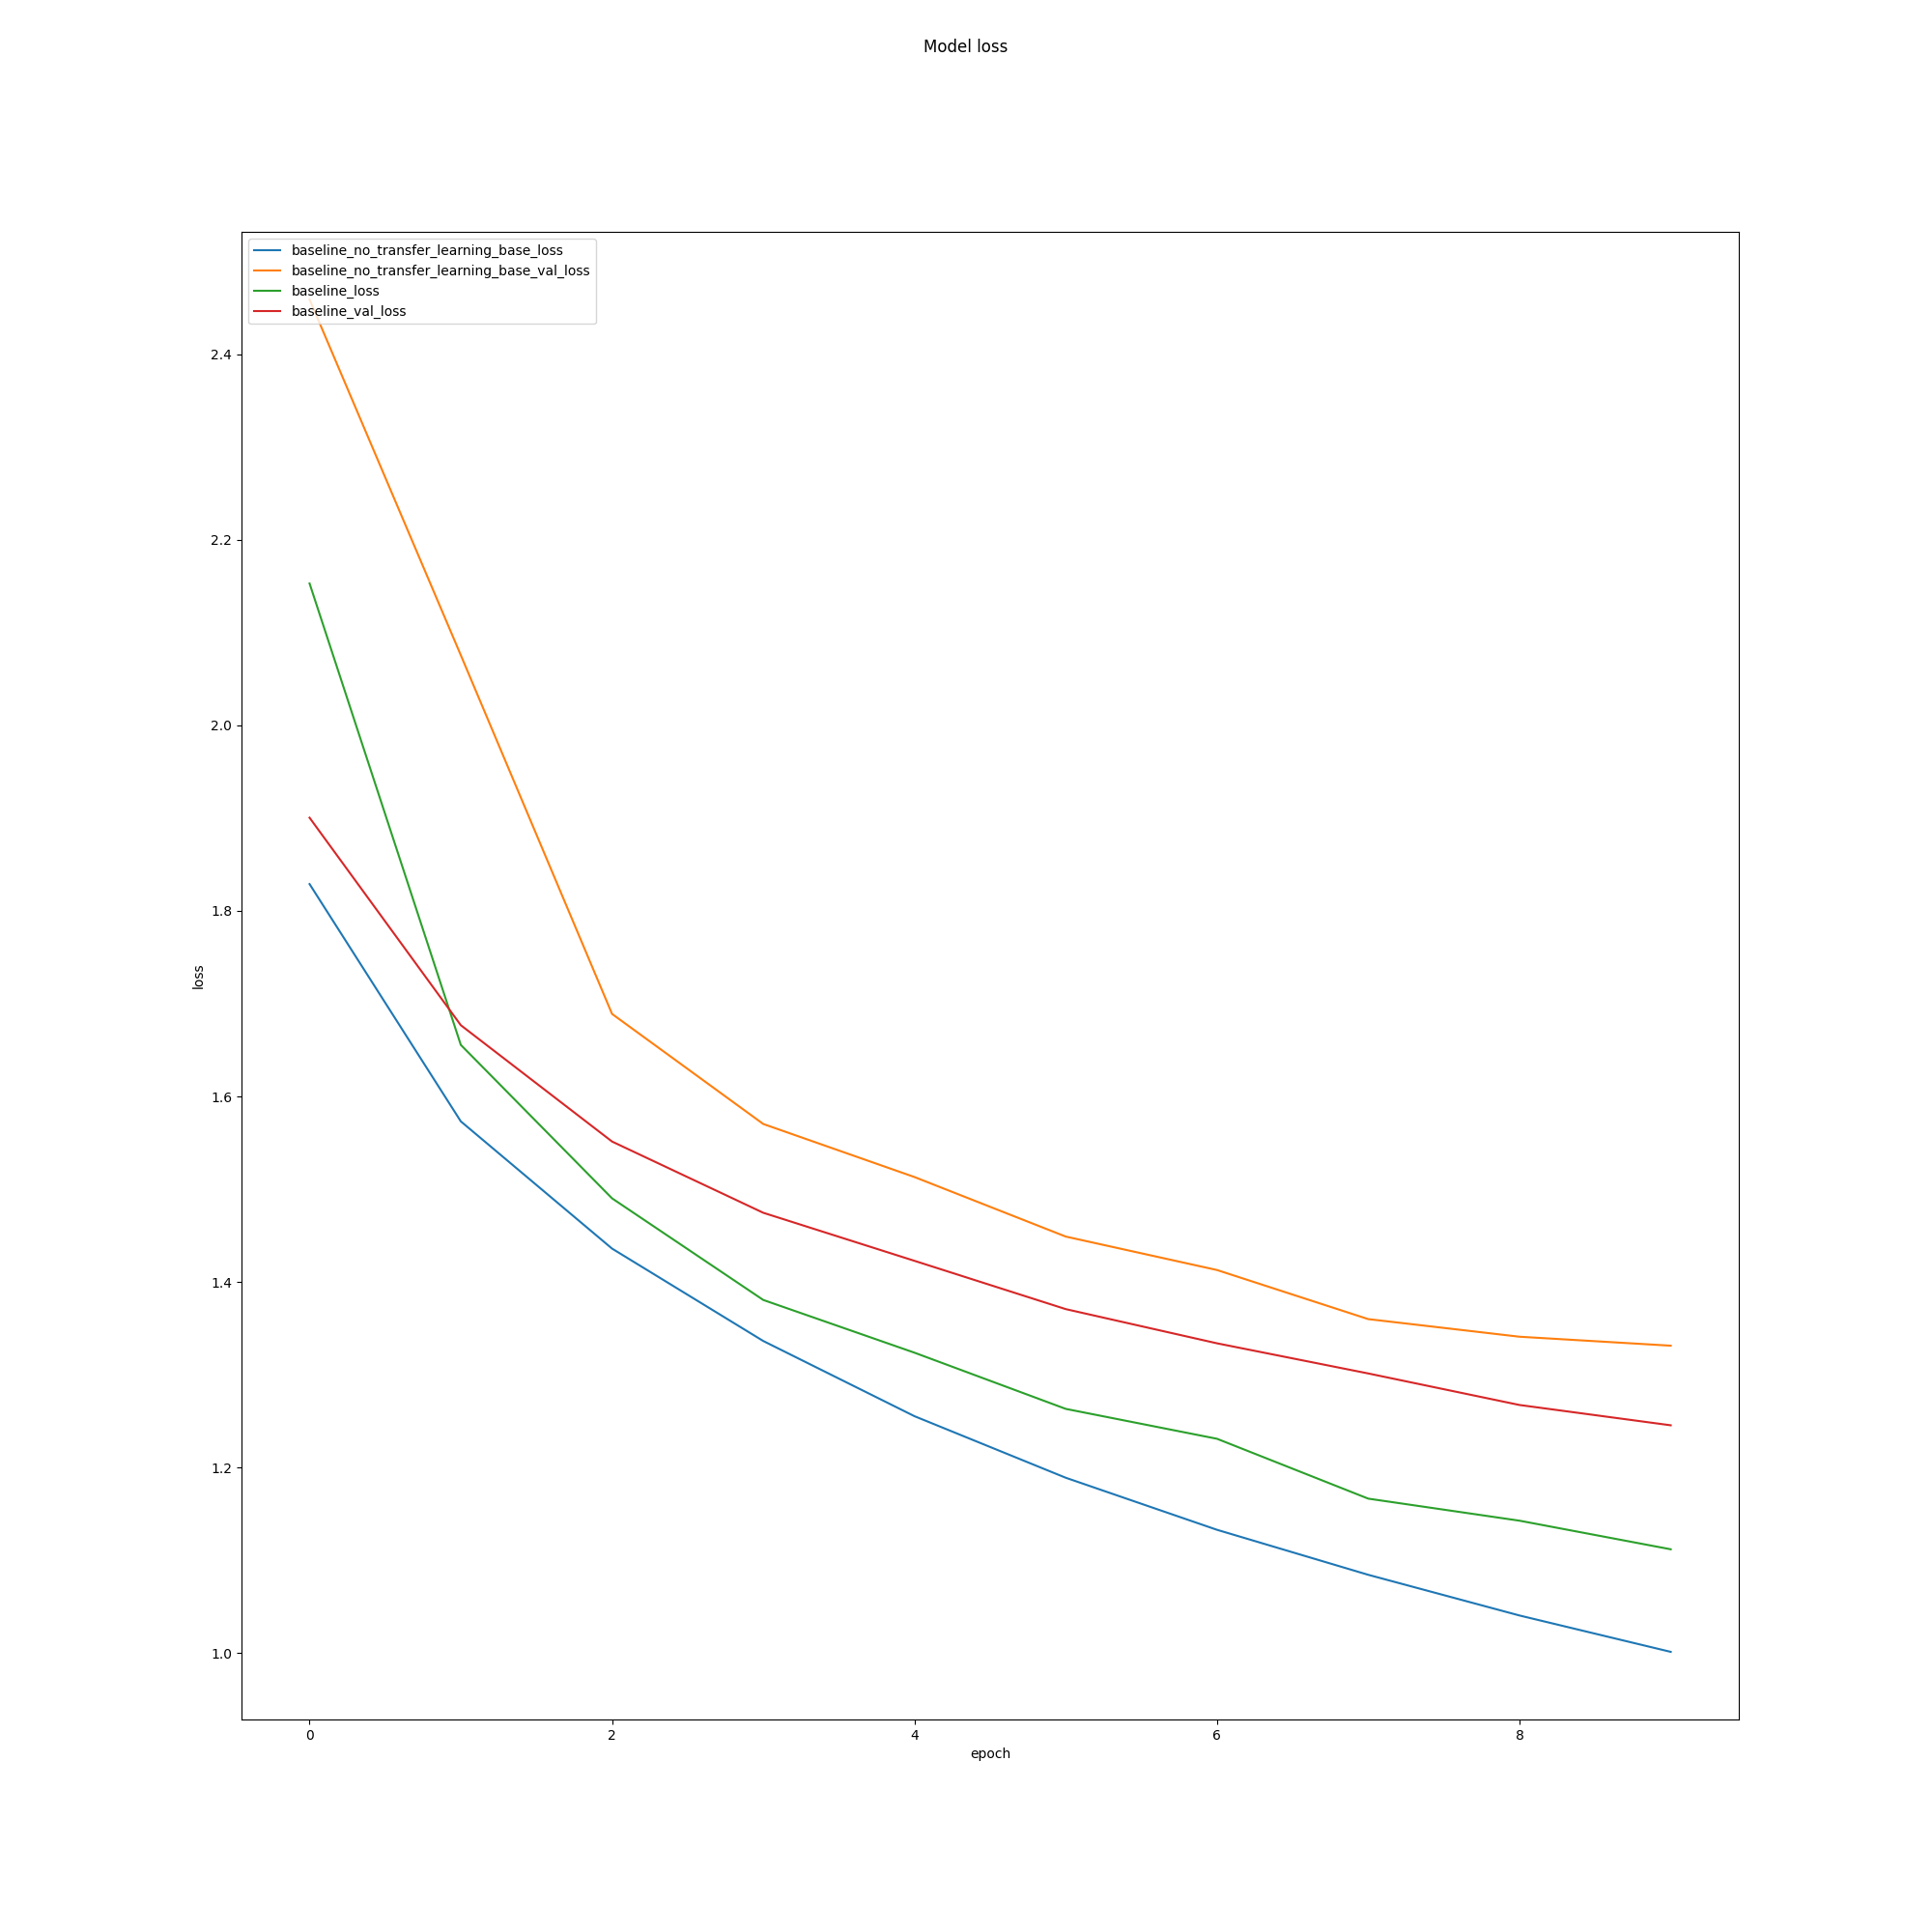 Model loss
baseline_no_transfer_learning_base_loss
baseline_no_transfer_learning_base_val_loss
baseline_loss
baseline_val_loss
2.4
2.2
2.0
1.8
1.6
1.4
1.2
1.0
loss
0 2 4 6 8
epoch